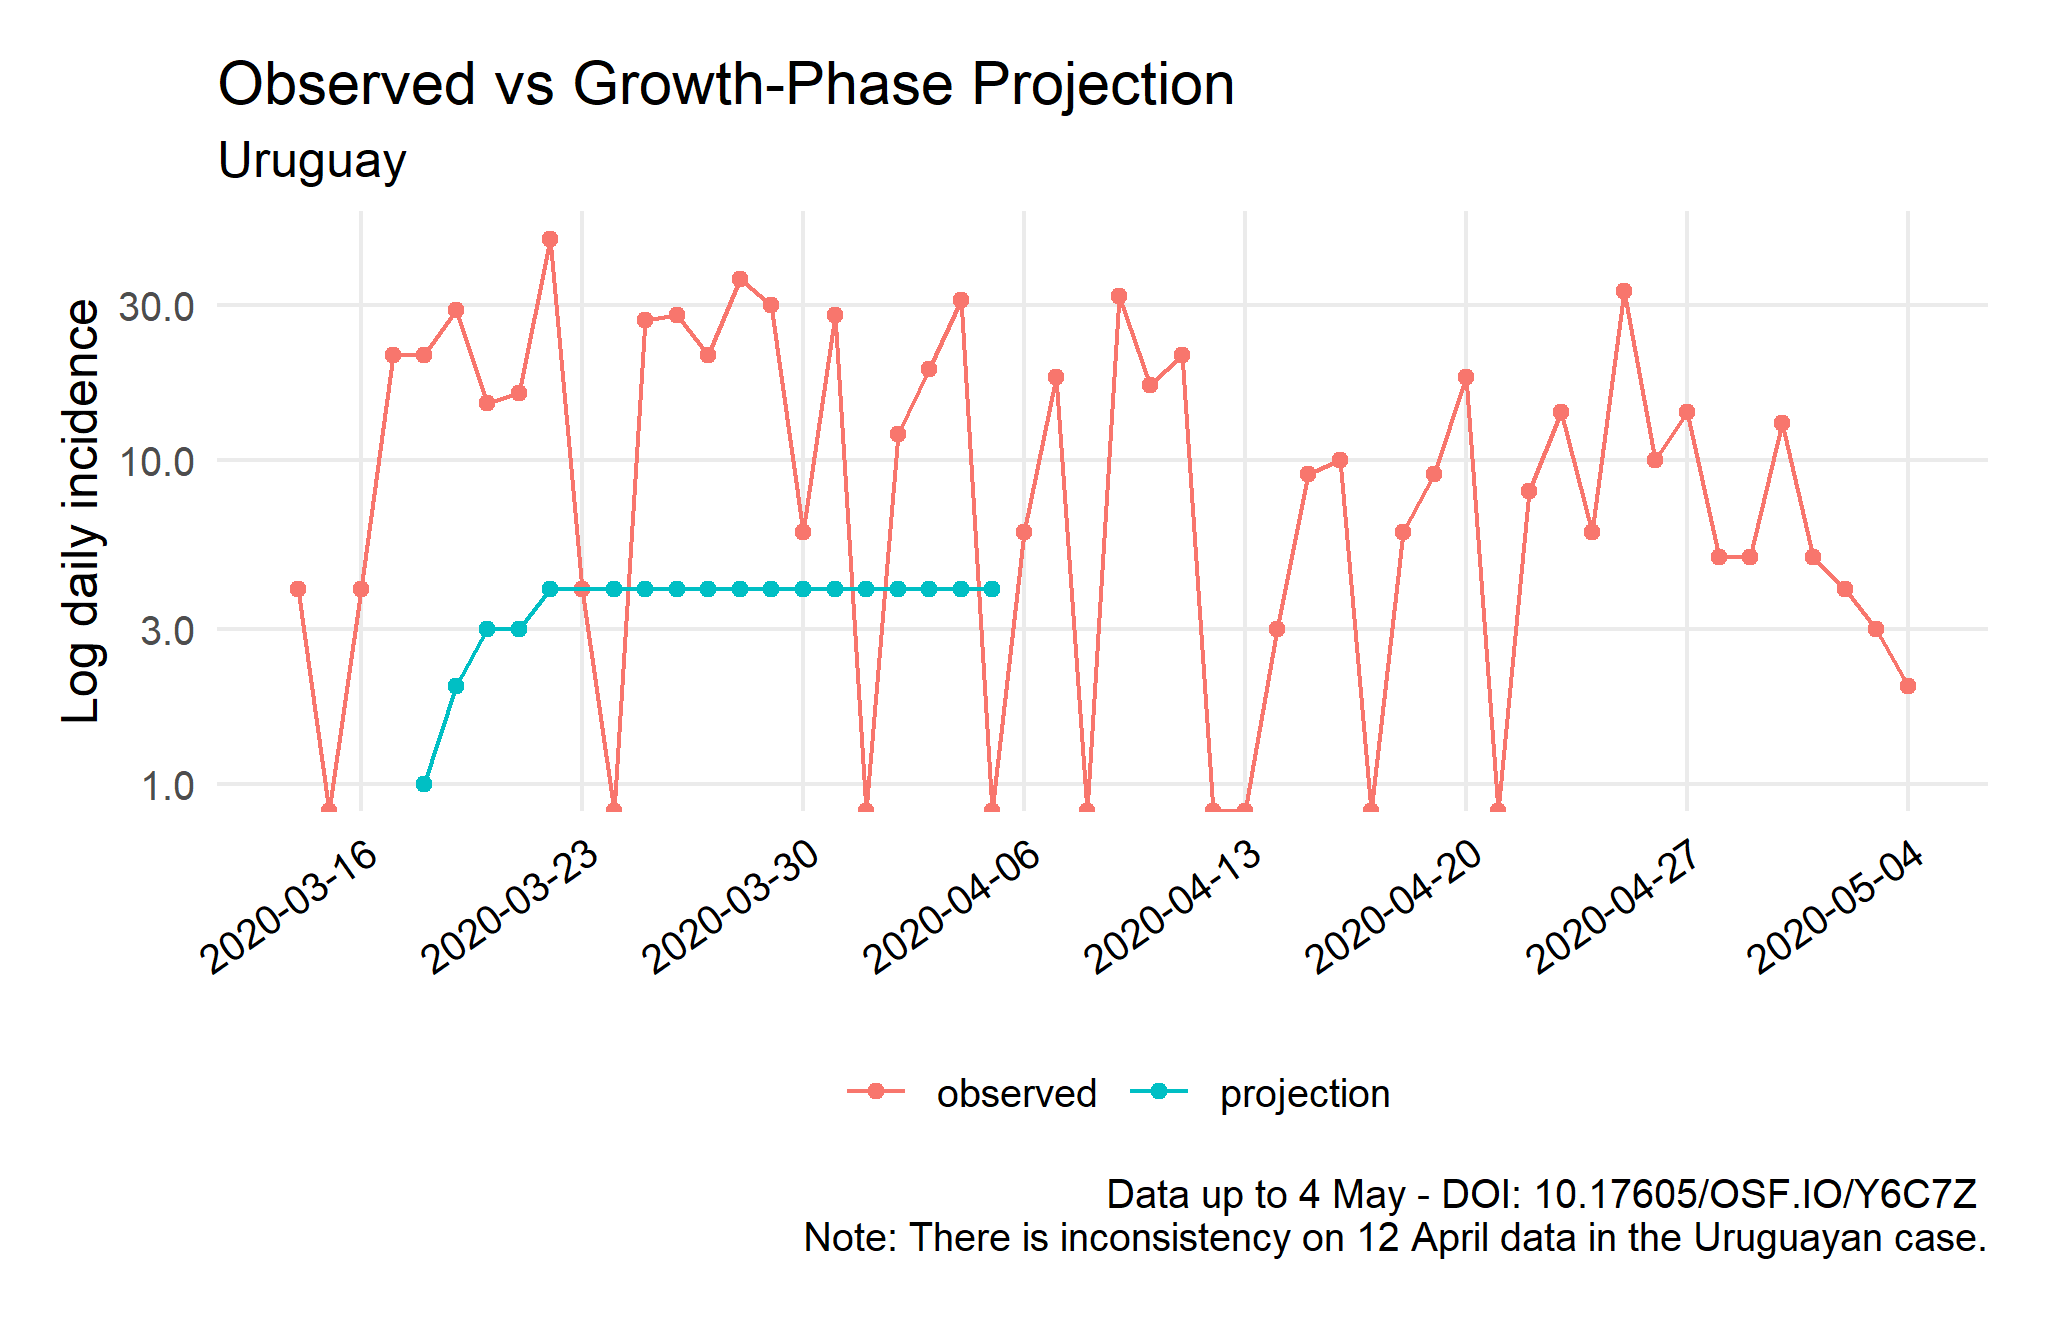 Observed vs Growth-Phase Projection
Uruguay
Log daily incidence
30.0
10.0
3.0
1.0
2020-03-16
2020-03-23
2020-03-30
2020-04-06
2020-04-13
2020-04-20
2020-04-27
2020-05-04
observed
projection
Data up to 4 May - DOI: 10.17605/OSF.IO/Y6C7Z
Note: There is inconsistency on 12 April data in the Uruguayan case.